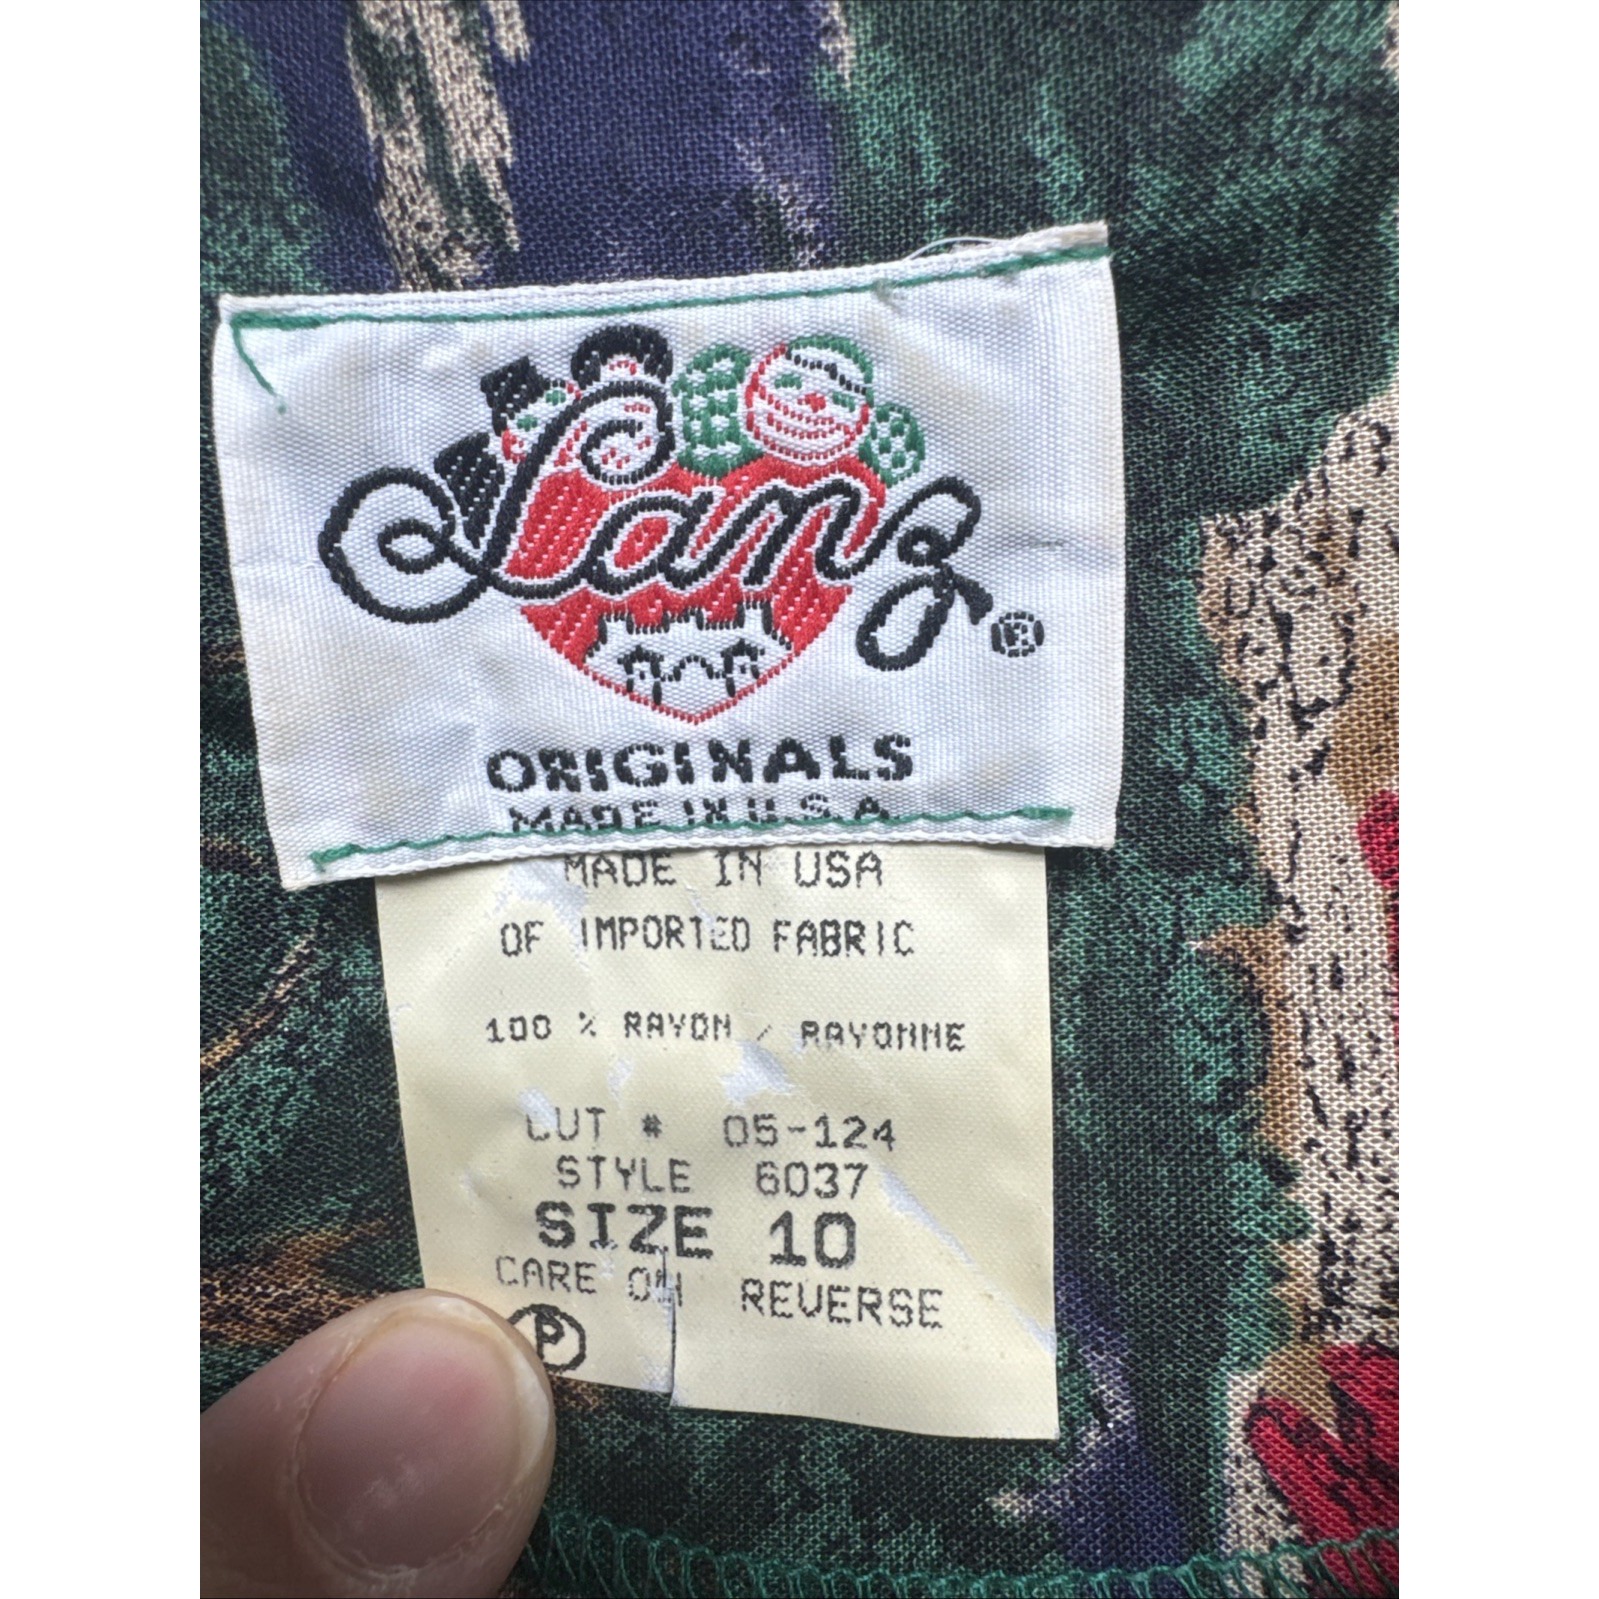 Lanz ®
ORIGINALS
MADE IN U.S.A.
MADE IN USA
OF IMPORTED FABRIC
100 % RAYON / RAYONNE
CUT # 05-124
STYLE 6037
SIZE 10
CARE ON REVERSE
P